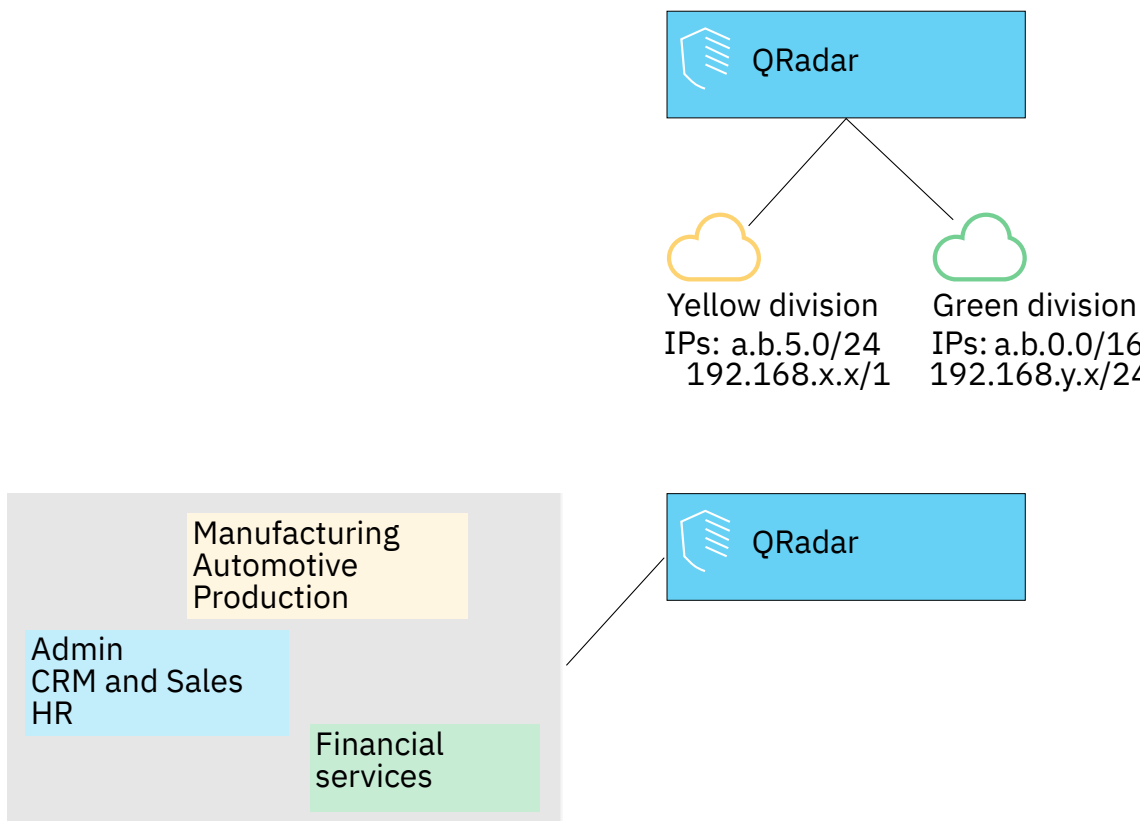 QRadar
Yellow division
IPs: a.b.5.0/24
192.168.x.x/1
Green division
IPs: a.b.0.0/16
192.168.y.x/24
QRadar
Manufacturing
Automotive
Production
Admin
CRM and Sales
HR
Financial
services